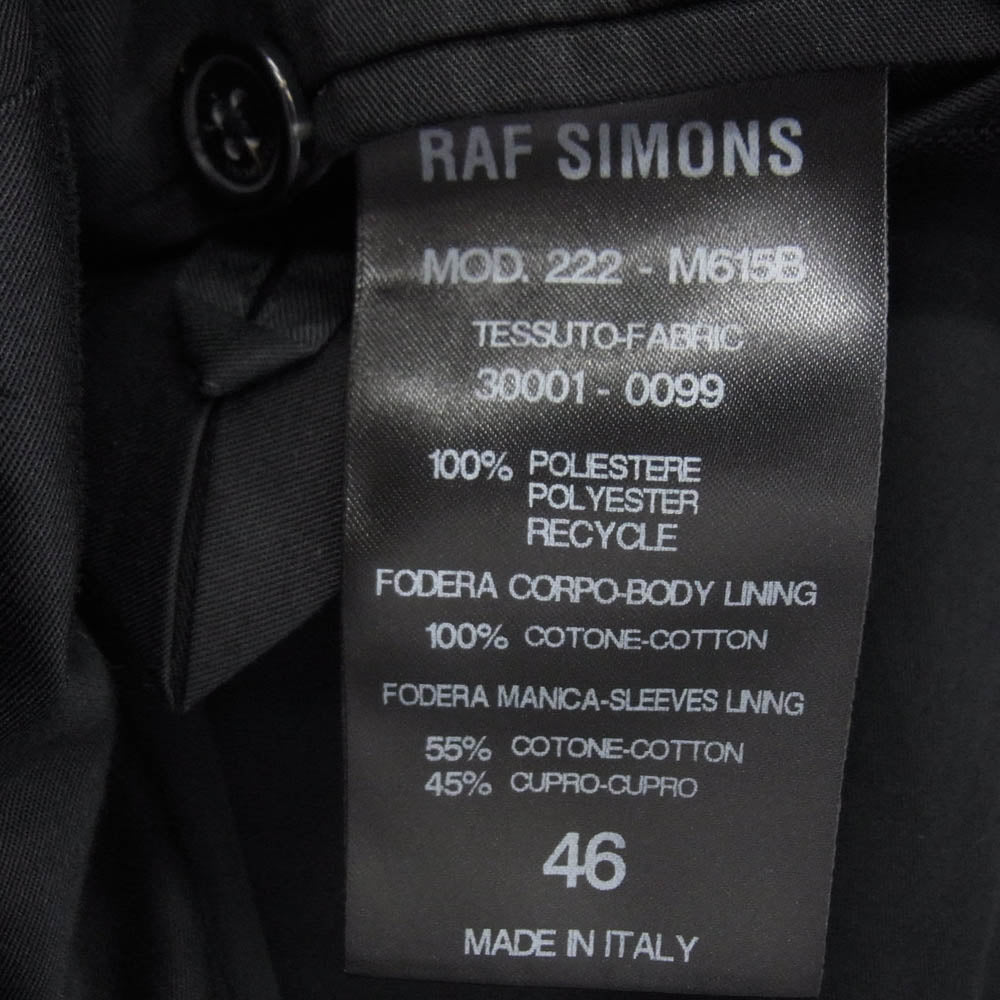 RAF SIMONS
MOD. 222 - M615B
TESSUTO-FABRIC
30001 - 0099
100% POLIESTERE
POLYESTER
RECYCLE
FODERA CORPO-BODY LINING
100% COTONE-COTTON
FODERA MANICA-SLEEVES LINING
55% COTONE-COTTON
45% CUPRO-CUPRO
46
MADE IN ITALY